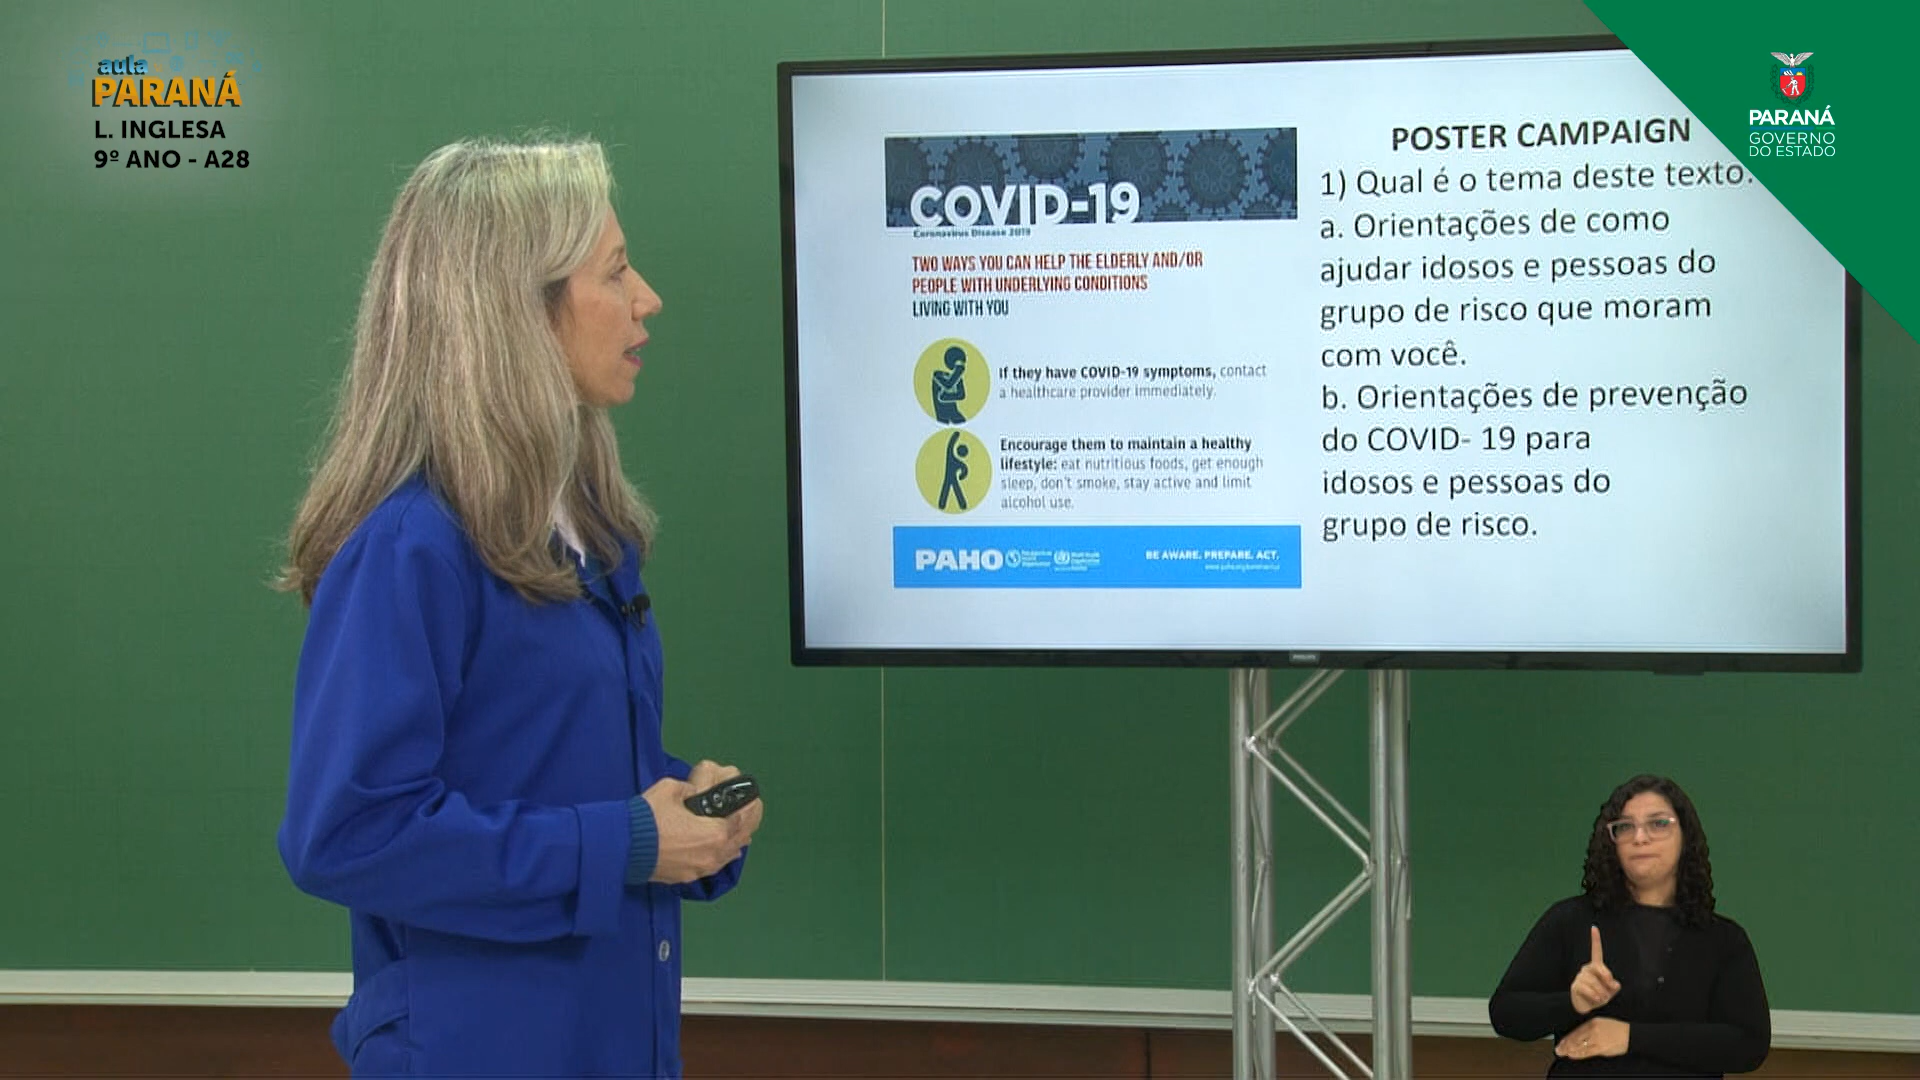 aula
PARANÁ
L. INGLESA
9º ANO - A28
COVID-19
Coronavirus Disease 2019
TWO WAYS YOU CAN HELP THE ELDERLY AND/OR
PEOPLE WITH UNDERLYING CONDITIONS
LIVING WITH YOU
If they have COVID-19 symptoms, contact
a healthcare provider immediately.
Encourage them to maintain a healthy
lifestyle: eat nutritious foods, get enough
sleep, don't smoke, stay active and limit
alcohol use.
PAHO
BE AWARE. PREPARE. ACT.
POSTER CAMPAIGN
1) Qual é o tema deste texto.
a. Orientações de como
ajudar idosos e pessoas do
grupo de risco que moram
com você.
b. Orientações de prevenção
do COVID- 19 para
idosos e pessoas do
grupo de risco.
PARANÁ
GOVERNO
DO ESTADO
PHILIPS